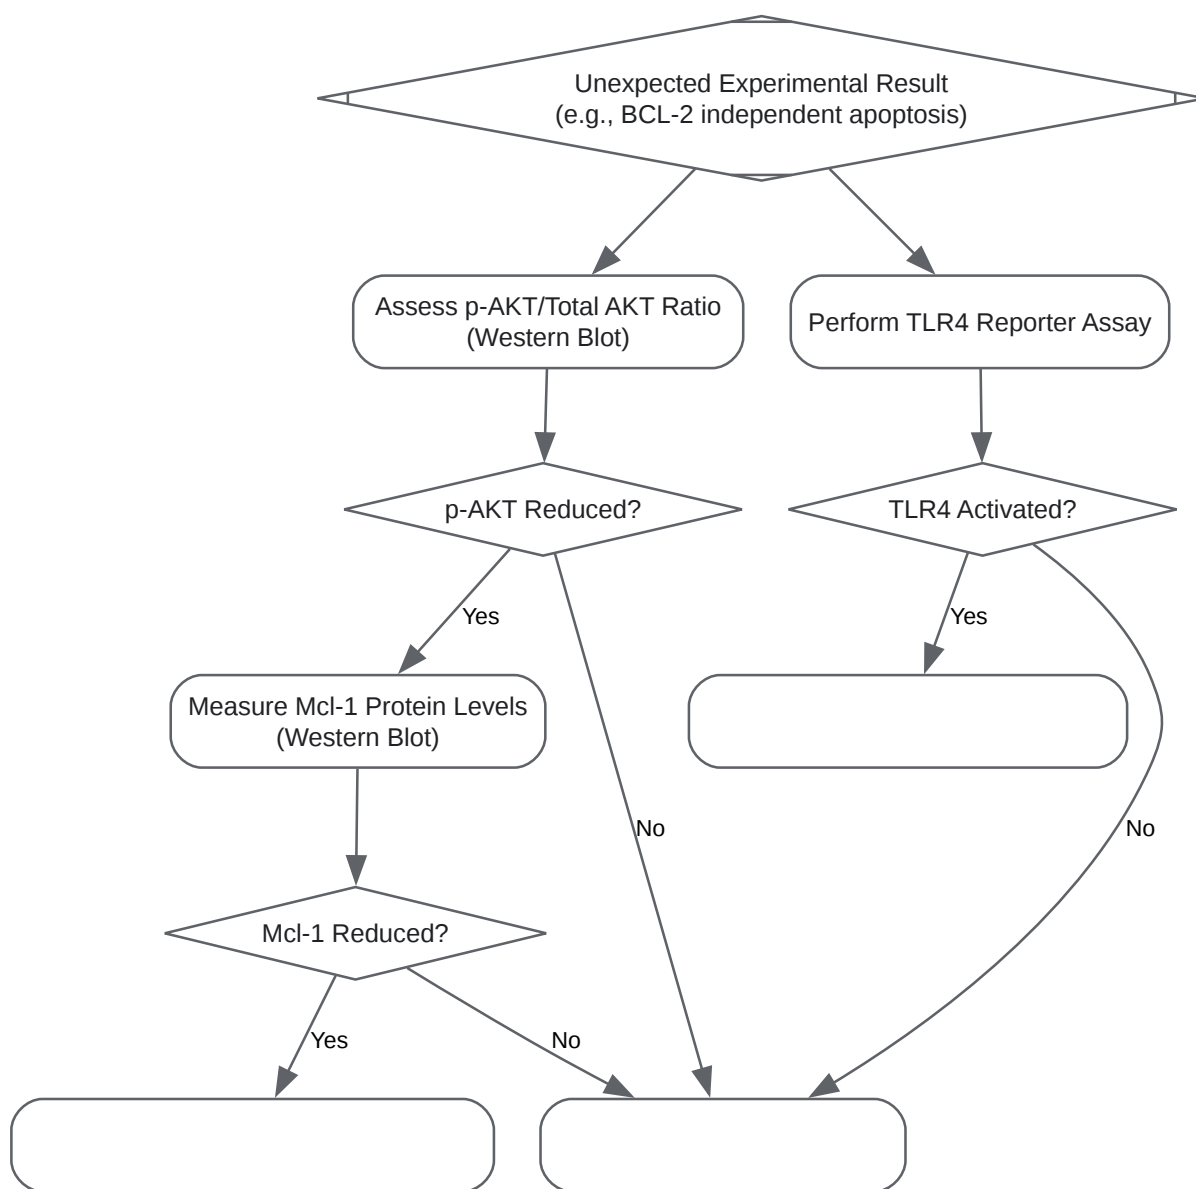 Unexpected Experimental Result
(e.g., BCL-2 independent apoptosis)
Assess p-AKT/Total AKT Ratio
(Western Blot)
Perform TLR4 Reporter Assay
p-AKT Reduced?
TLR4 Activated?
Yes
Yes
Measure Mcl-1 Protein Levels
(Western Blot)
No
No
Mcl-1 Reduced?
Yes
No